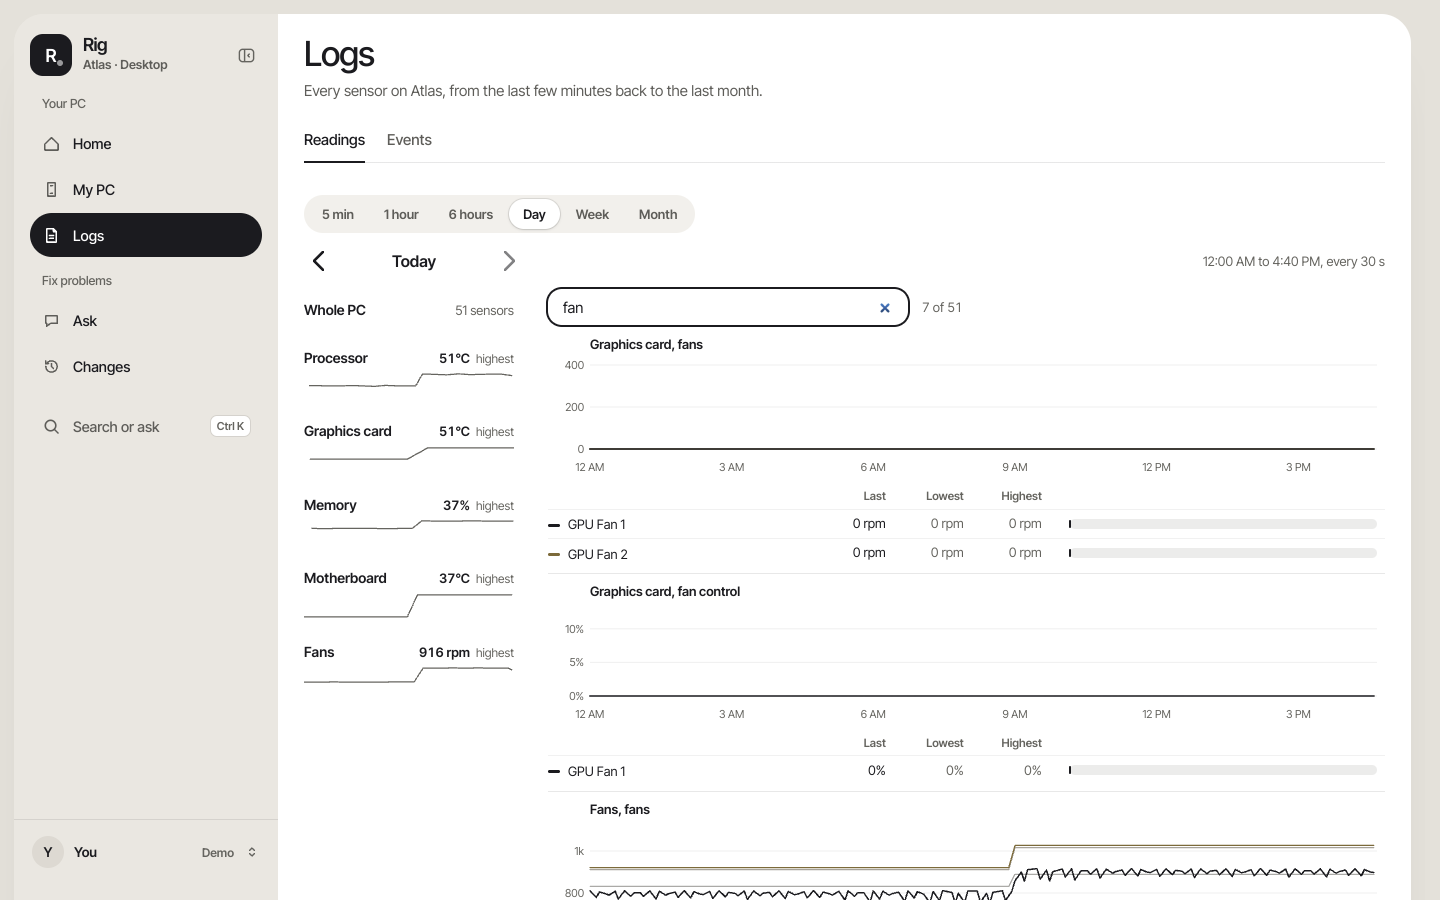 R.
Rig
Atlas · Desktop
Your PC
Home
My PC
Logs
Fix problems
Ask
Changes
Search or ask
Ctrl K
Y
You
Demo
Logs
Every sensor on Atlas, from the last few minutes back to the last month.
Readings Events
5 min 1 hour 6 hours Day Week Month
Today
12:00 AM to 4:40 PM, every 30 s
Whole PC 51 sensors
Processor 51°C highest
Graphics card 51°C highest
Memory 37% highest
Motherboard 37°C highest
Fans 916 rpm highest
fan
7 of 51
Graphics card, fans
400
200
0
12 AM 3 AM 6 AM 9 AM 12 PM 3 PM
Last Lowest Highest
GPU Fan 1 0 rpm 0 rpm 0 rpm
GPU Fan 2 0 rpm 0 rpm 0 rpm
Graphics card, fan control
10%
5%
0%
12 AM 3 AM 6 AM 9 AM 12 PM 3 PM
Last Lowest Highest
GPU Fan 1 0% 0% 0%
Fans, fans
1k
800